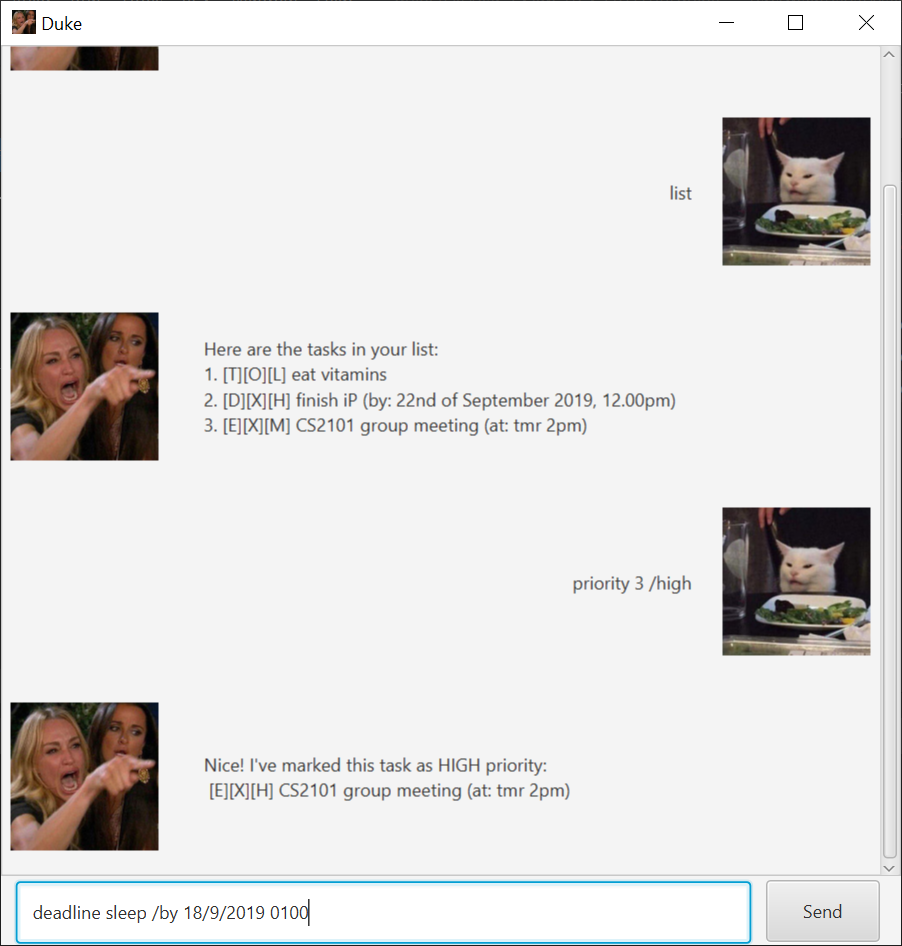 Duke
list
Here are the tasks in your list:
1. [T][O][L] eat vitamins
2. [D][X][H] finish iP (by: 22nd of September 2019, 12.00pm)
3. [E][X][M] CS2101 group meeting (at: tmr 2pm)
priority 3 /high
Nice! I've marked this task as HIGH priority:
[E][X][H] CS2101 group meeting (at: tmr 2pm)
deadline sleep /by 18/9/2019 0100
Send